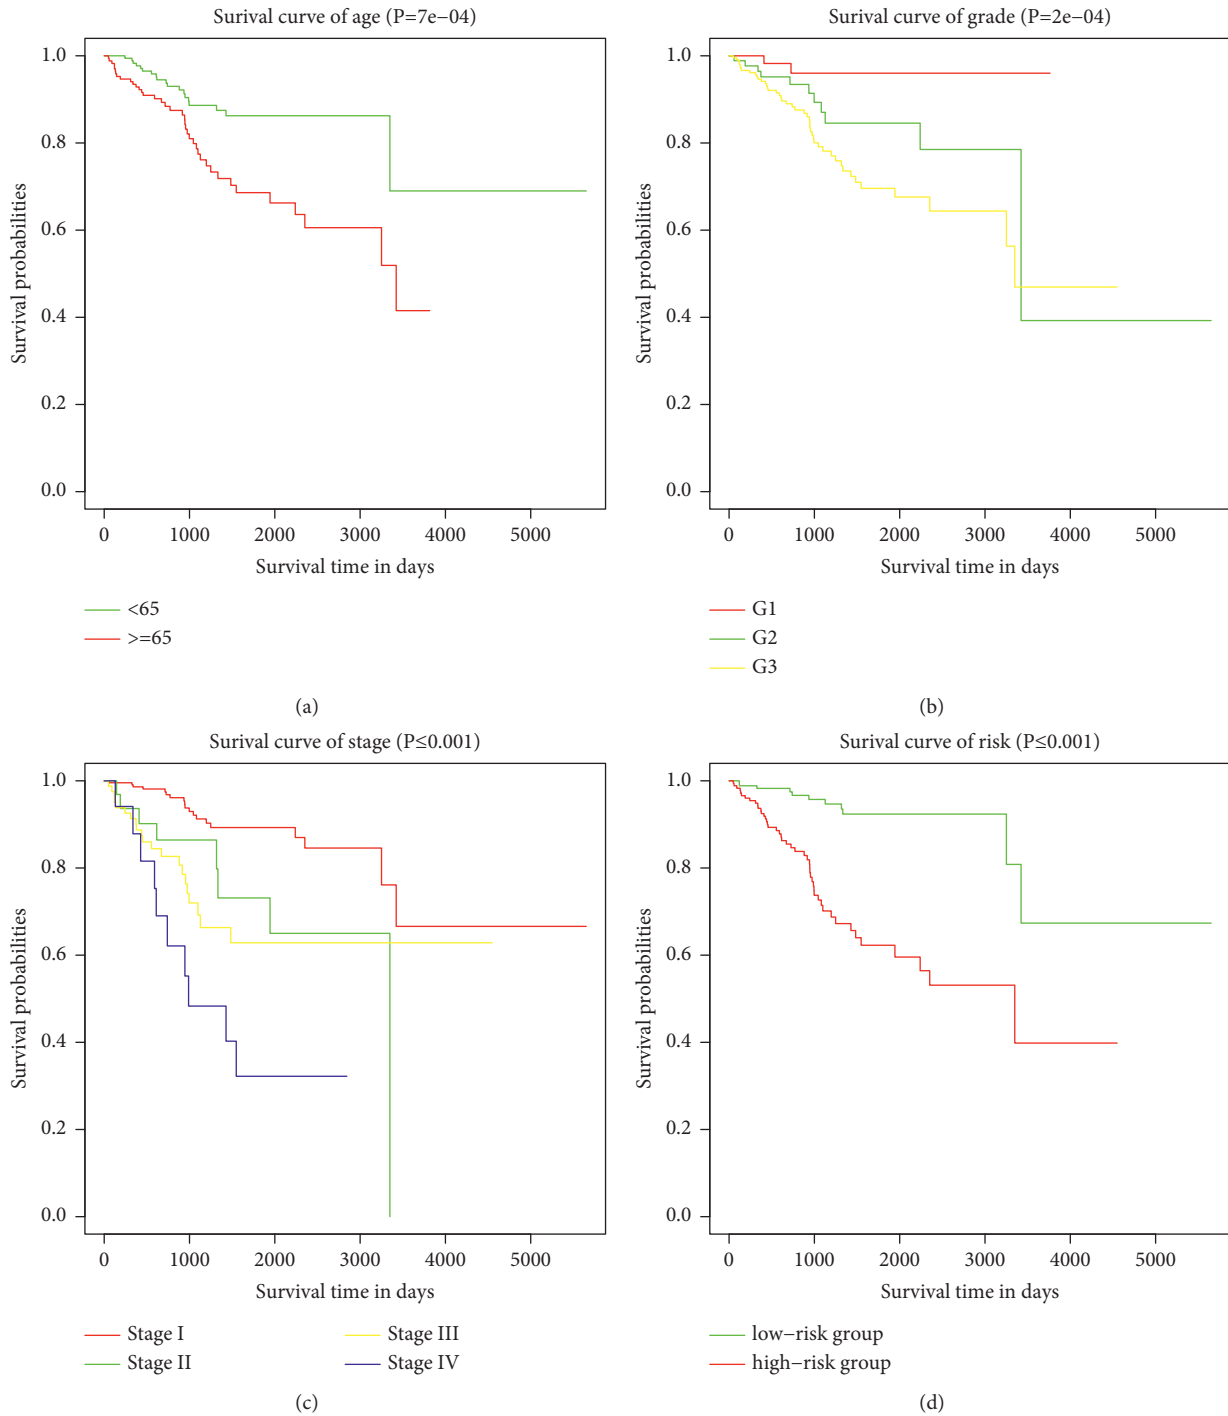 Surival curve of age (P=7e−04)
1.0
0.8
0.6
0.4
0.2
0.0
Survival probabilities
0 1000 2000 3000 4000 5000
Survival time in days
<65
>=65
(a)
Surival curve of grade (P=2e−04)
1.0
0.8
0.6
0.4
0.2
0.0
Survival probabilities
0 1000 2000 3000 4000 5000
Survival time in days
G1
G2
G3
(b)
Surival curve of stage (P≤0.001)
1.0
0.8
0.6
0.4
0.2
0.0
Survival probabilities
0 1000 2000 3000 4000 5000
Survival time in days
Stage I
Stage II
Stage III
Stage IV
(c)
Surival curve of risk (P≤0.001)
1.0
0.8
0.6
0.4
0.2
0.0
Survival probabilities
0 1000 2000 3000 4000 5000
Survival time in days
low−risk group
high−risk group
(d)